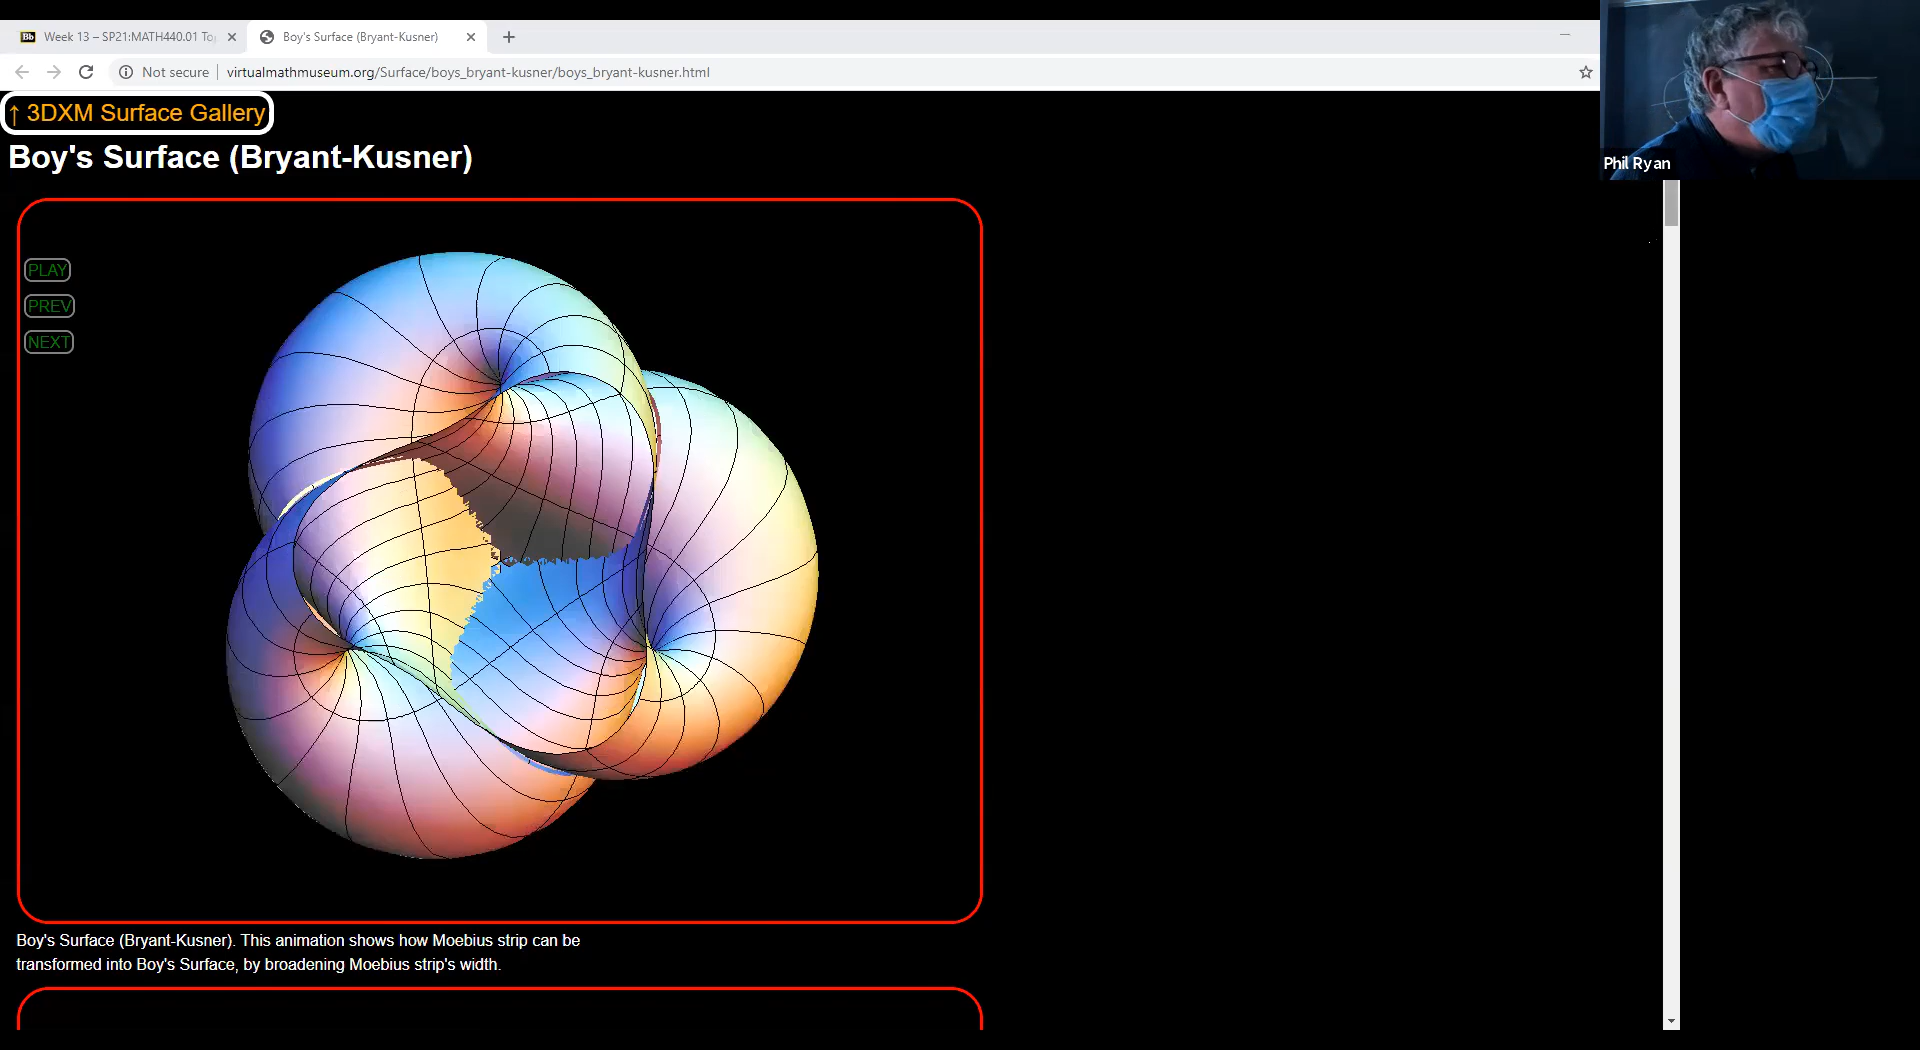 Bb Week 13 – SP21:MATH440.01 To
Boy's Surface (Bryant-Kusner)
Not secure | virtualmathmuseum.org/Surface/boys_bryant-kusner/boys_bryant-kusner.html
↑ 3DXM Surface Gallery
Boy's Surface (Bryant-Kusner)
Phil Ryan
PLAY
PREV
NEXT
Boy's Surface (Bryant-Kusner). This animation shows how Moebius strip can be
transformed into Boy's Surface, by broadening Moebius strip's width.